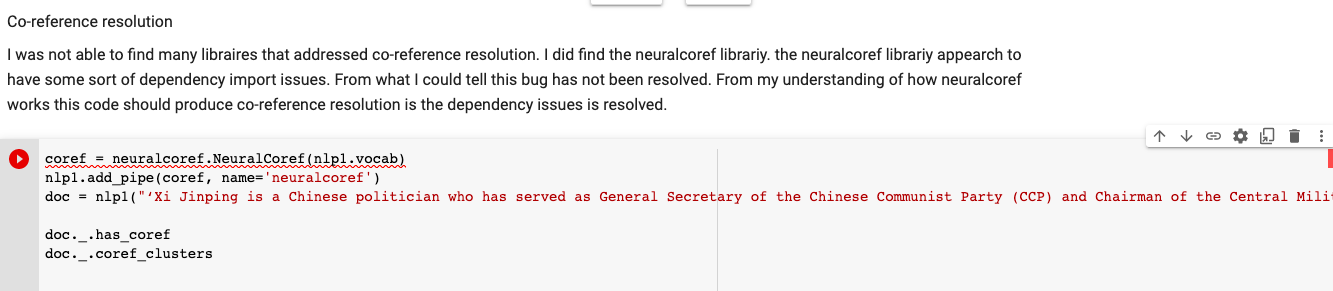 Co-reference resolution
I was not able to find many libraires that addressed co-reference resolution. I did find the neuralcoref librariy. the neuralcoref librariy appearch to
have some sort of dependency import issues. From what I could tell this bug has not been resolved. From my understanding of how neuralcoref
works this code should produce co-reference resolution is the dependency issues is resolved.
coref = neuralcoref.NeuralCoref(nlp1.vocab)
nlp1.add_pipe(coref, name='neuralcoref')
doc = nlp1("‘Xi Jinping is a Chinese politician who has served as General Secretary of the Chinese Communist Party (CCP) and Chairman of the Central Milit
doc._.has_coref
doc._.coref_clusters